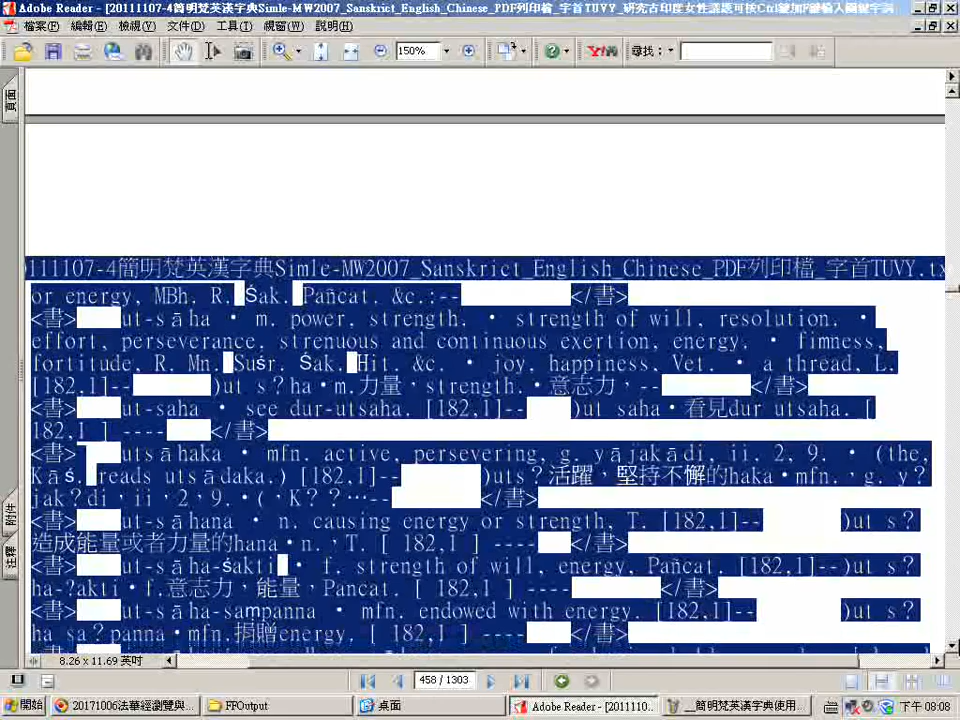 Adobe Reader - [20111107-4簡明梵英漢字典Simle-MW2007_Sanskrict_English_Chinese_PDF列印檔_字首TUVY_研究古印度女性議題可按Ctrl鍵加F鍵輸入關鍵字詞
檔案(F) 編輯(E) 檢視(V) 文件(D) 工具(T) 視窗(W) 說明(H)
150% 尋找:
頁面
0111107-4簡明梵英漢字典Simle-MW2007_Sanskrict_English_Chinese_PDF列印檔_字首TUVY.tx
or energy, MBh. R. Śak. Pañcat. &c.:-- </書>
<書> ut-sāha • m. power, strength. • strength of will, resolution. •
effort, perseverance, strenuous and continuous exertion, energy. • fimness,
fortitude, R. Mn. Suśr. Śak. Hit. &c. • joy, happiness, Vet. • a thread, L.
[182,1]-- )ut s?ha•m.力量，strength.•意志力，-- </書>
<書> ut-saha • see dur-utsaha. [182,1]-- )ut saha•看見dur utsaha. [
182,1 ] ---- </書>
<書> utsāhaka • mfn. active, persevering, g. yājakādi, ii. 2, 9. • (the,
Kāś. reads utsādaka.) [182,1]-- )uts？活躍，堅持不懈的haka•mfn.，g. y？
jak？di，ii，2，9.•(，K？？…-- </書>
<書> ut-sāhana • n. causing energy or strength, T. [182,1]-- )ut s？
造成能量或者力量的hana•n.，T. [ 182,1 ] ---- </書>
<書> ut-sāha-śakti • f. strength of will, energy, Pañcat. [182,1]--)ut s？
ha-?akti•f.意志力，能量，Pancat. [ 182,1 ] ---- </書>
<書> ut-sāha-sampanna • mfn. endowed with energy. [182,1]-- )ut s？
ha sa？panna•mfn.捐贈energy. [ 182,1 ] ---- </書>
附件
注釋
8.26 x 11.69 英吋
458 / 1303
開始 20171006法華經瀏覽與... FFOutput 桌面 Adobe Reader - [201110... __簡明梵英字典使用... 下午 08:08